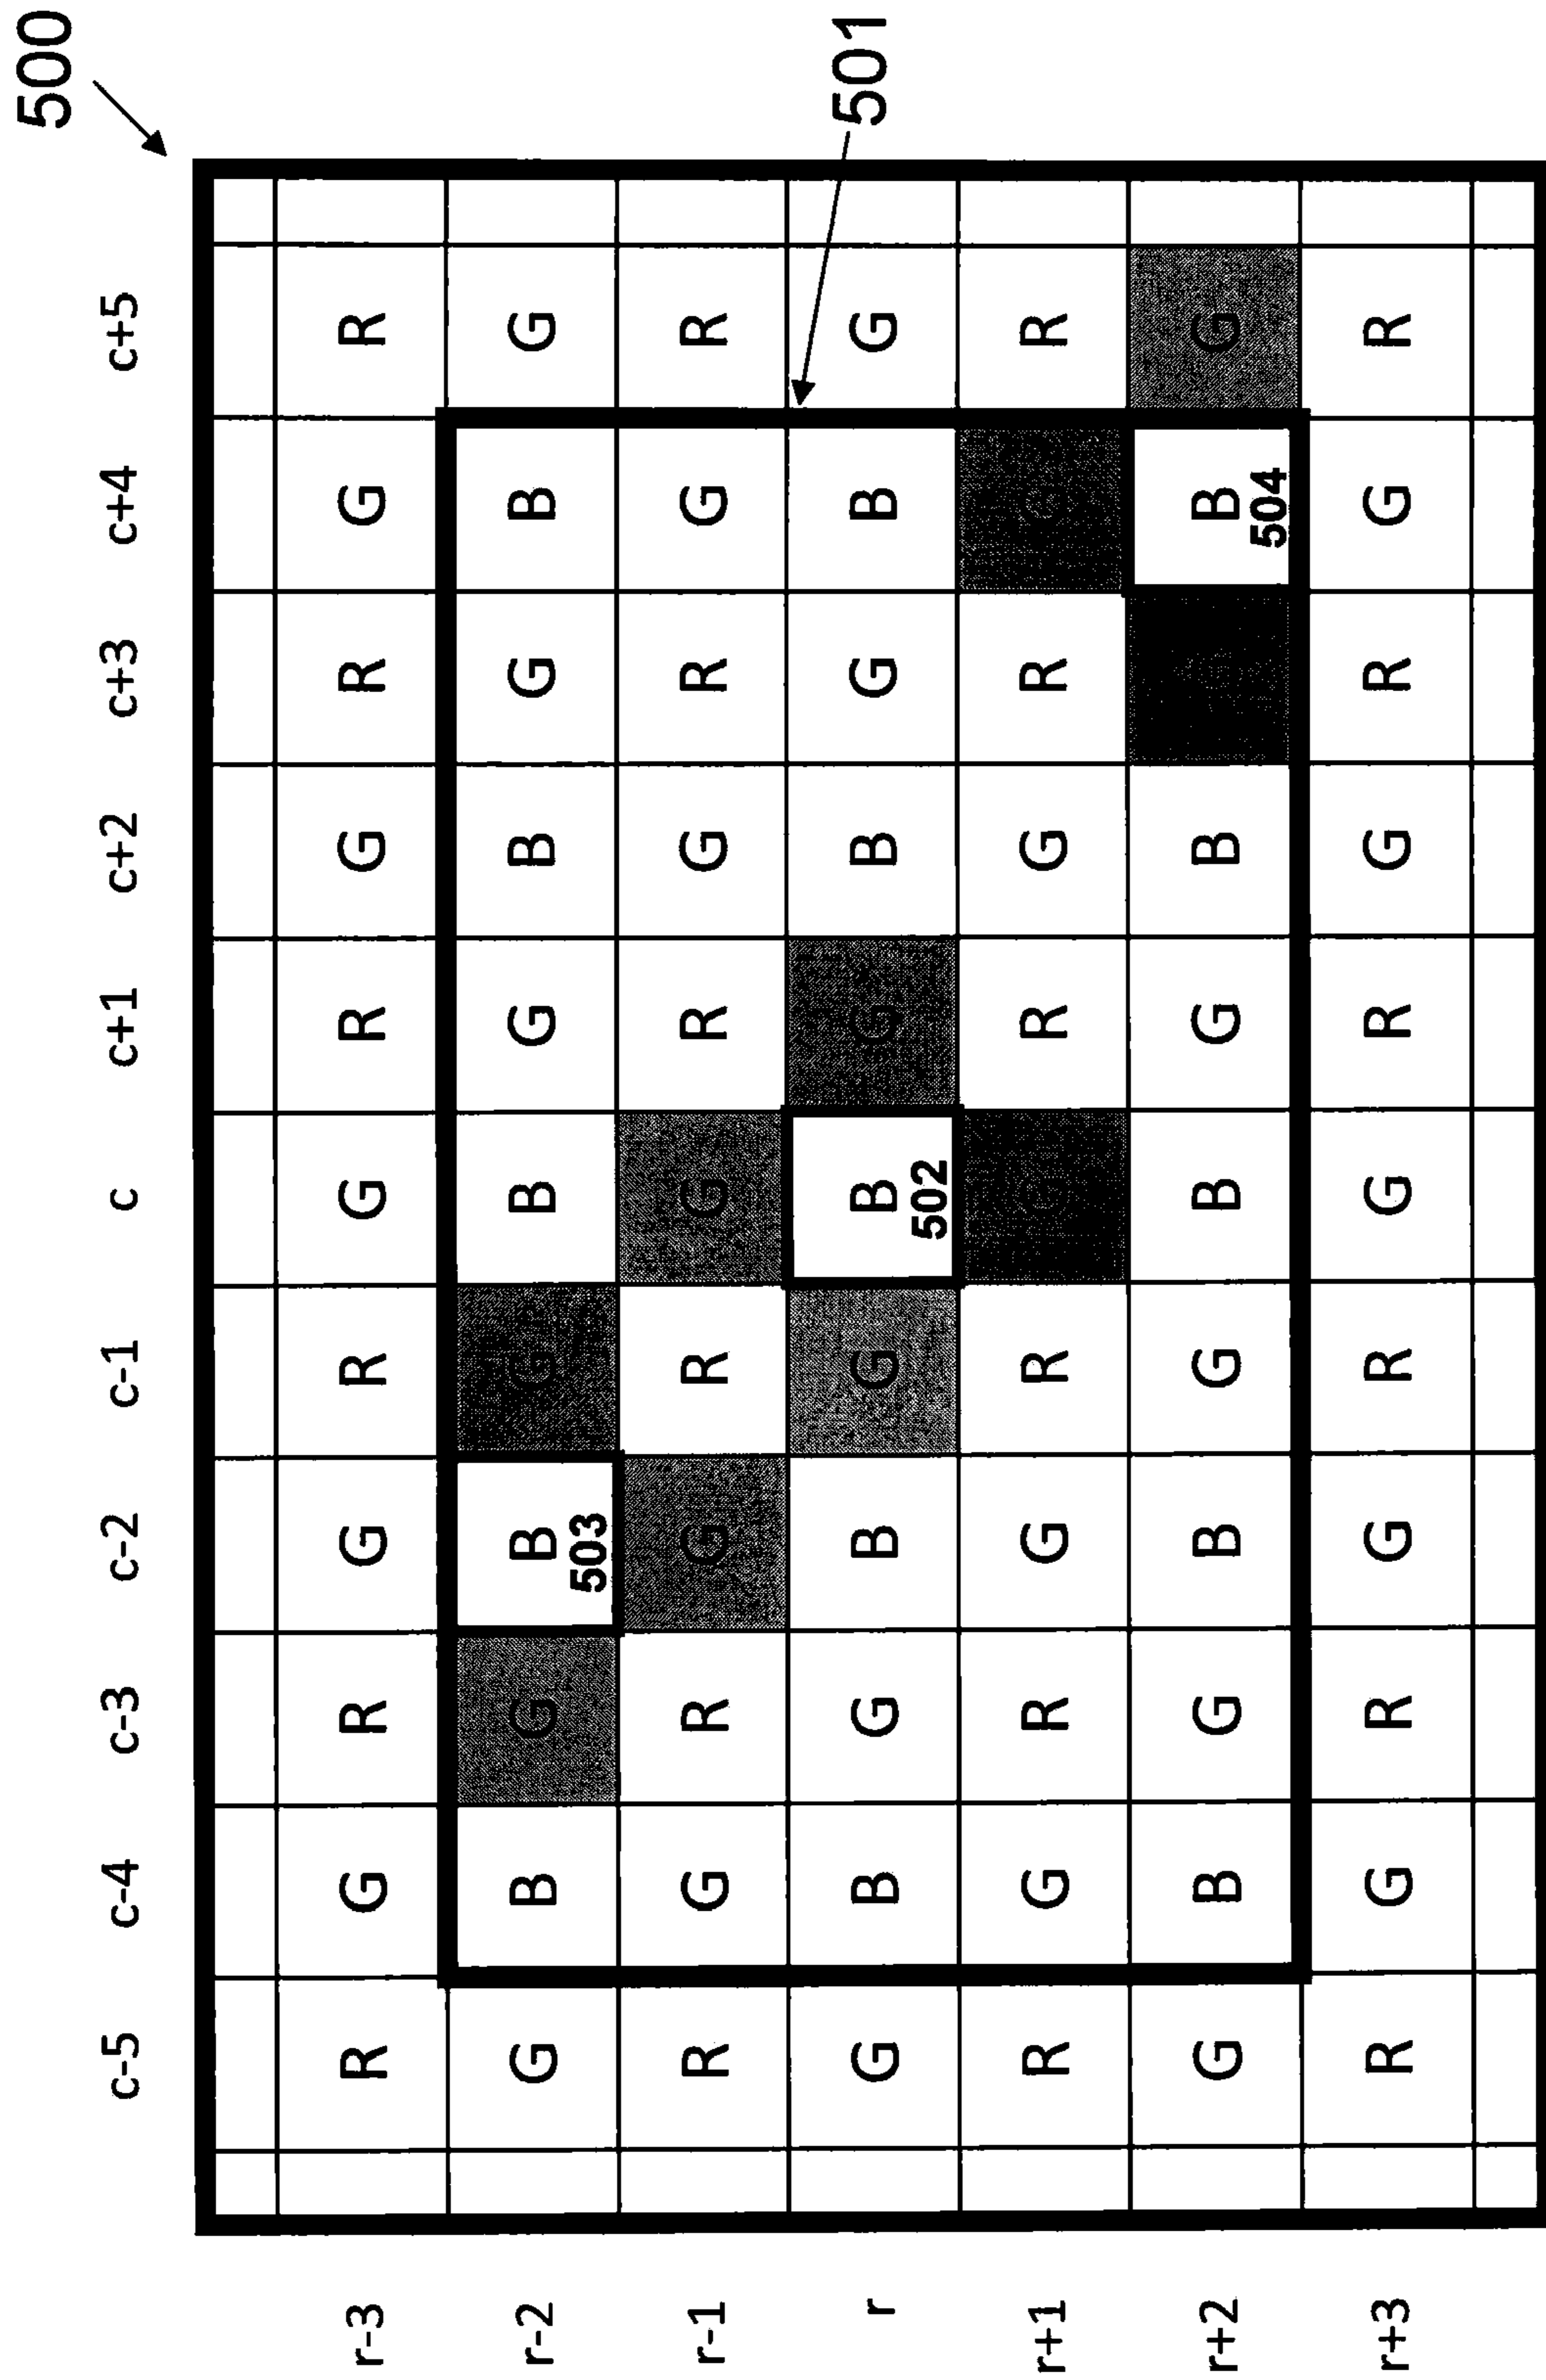 500
501
c-5 c-4 c-3 c-2 c-1 c c+1 c+2 c+3 c+4 c+5
r-3 R G R G R G R G R G R
r-2 G B G B G B G B G B G
503
r-1 R G R G R G R G R G R
r G B G B G B G B G B G
502
r+1 R G R G R G R G R G R
r+2 G B G B G B G B B G
504
r+3 R G R G R G R G R G R